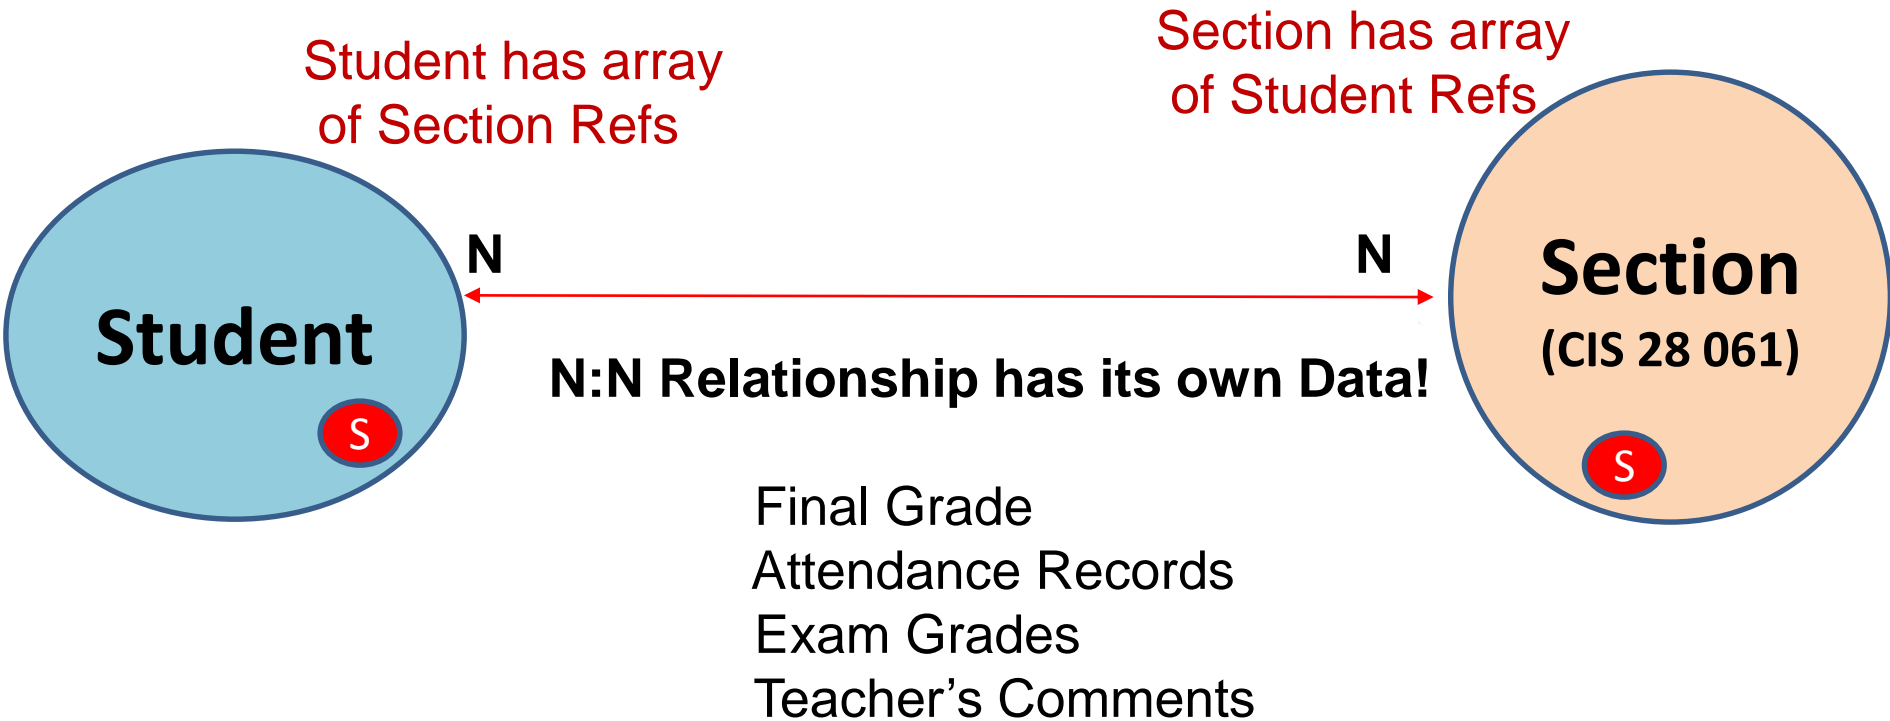 Student has array
of Section Refs
Section has array
of Student Refs
N
N
Student
S
Section
(CIS 28 061)
S
N:N Relationship has its own Data!
Final Grade
Attendance Records
Exam Grades
Teacher’s Comments